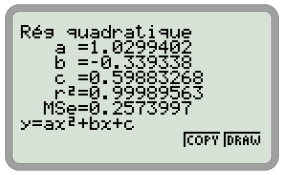 Rég quadratique
a =1.0299402
b =-0.339338
c =0.59883268
r²=0.99989563
MSe=0.2573997
y=ax²+bx+c
COPY DRAW